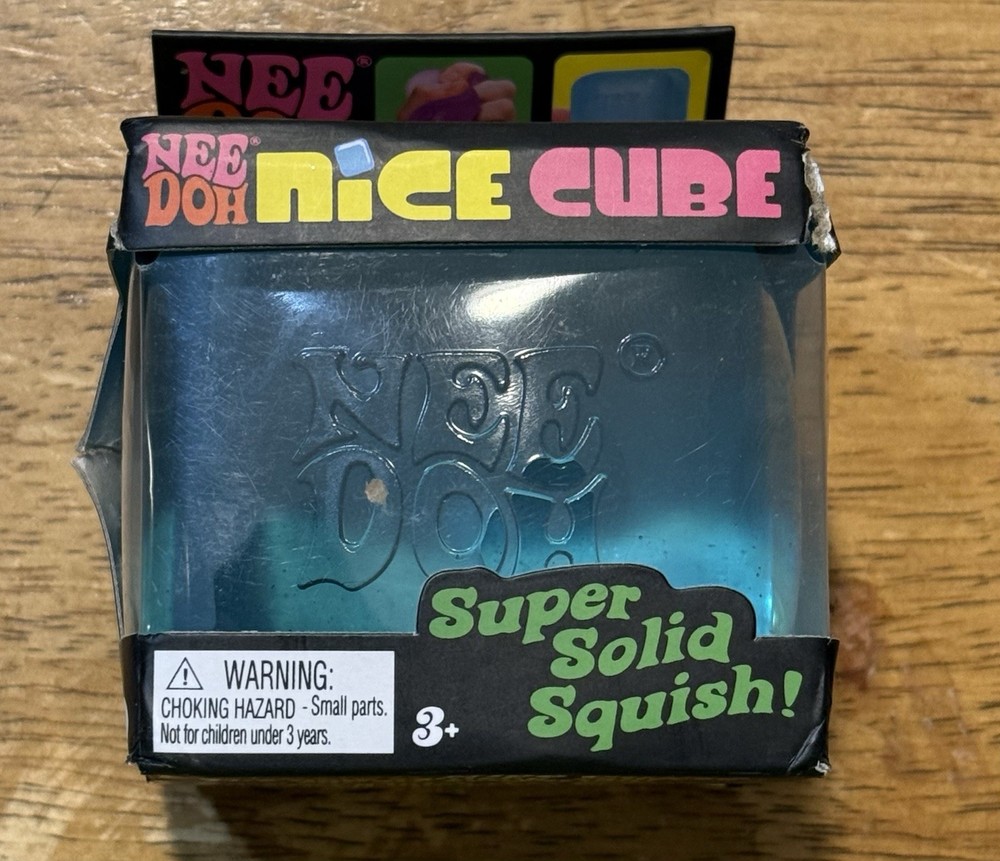 NEE®
NEE® DOH NiCE CUBE
NEE ®
DOH
Super
Solid
Squish!
WARNING:
CHOKING HAZARD - Small parts.
Not for children under 3 years.
3+